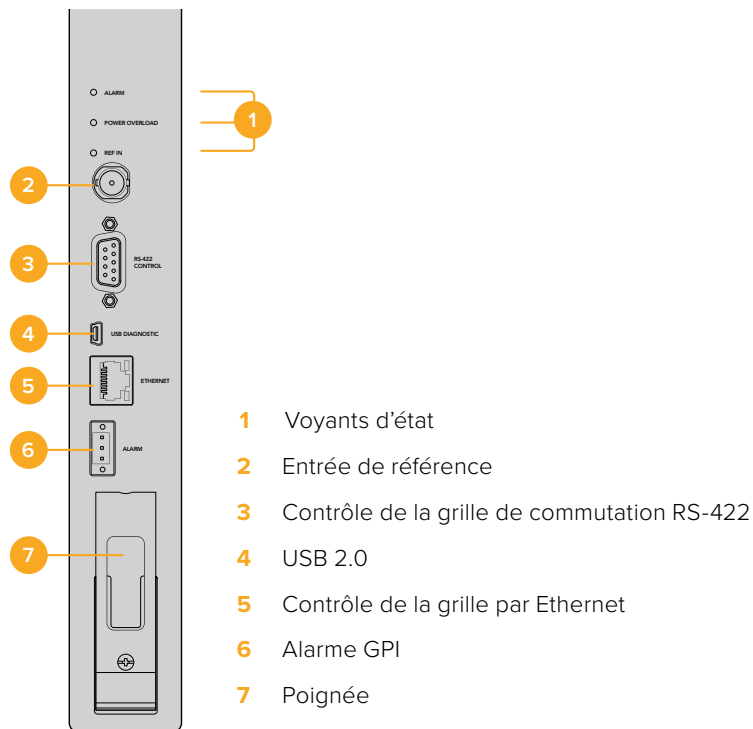 ALARM
1
POWER OVERLOAD
REF IN
2
3
RS-422
CONTROL
4
USB DIAGNOSTIC
5
ETHERNET
6
ALARM
7
1 Voyants d’état
2 Entrée de référence
3 Contrôle de la grille de commutation RS-422
4 USB 2.0
5 Contrôle de la grille par Ethernet
6 Alarme GPI
7 Poignée